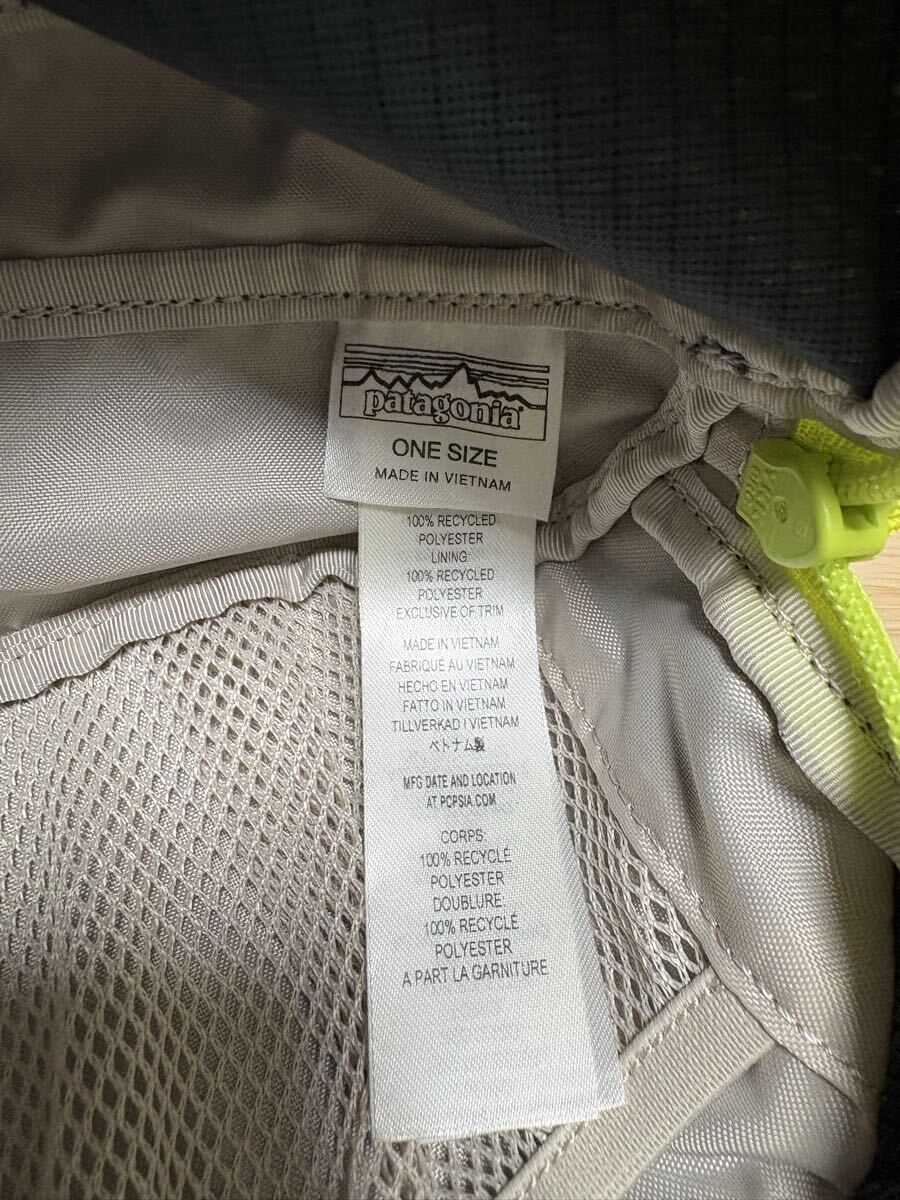 patagonia
ONE SIZE
MADE IN VIETNAM
100% RECYCLED
POLYESTER
LINING:
100% RECYCLED
POLYESTER
EXCLUSIVE OF TRIM
MADE IN VIETNAM
FABRIQUÉ AU VIETNAM
HECHO EN VIETNAM
FATTO IN VIETNAM
TILLVERKAD I VIETNAM
ベトナム製
MFG DATE AND LOCATION
AT PCPSIA.COM
CORPS:
100% RECYCLÉ
POLYESTER
DOUBLURE:
100% RECYCLÉ
POLYESTER
A PART LA GARNITURE